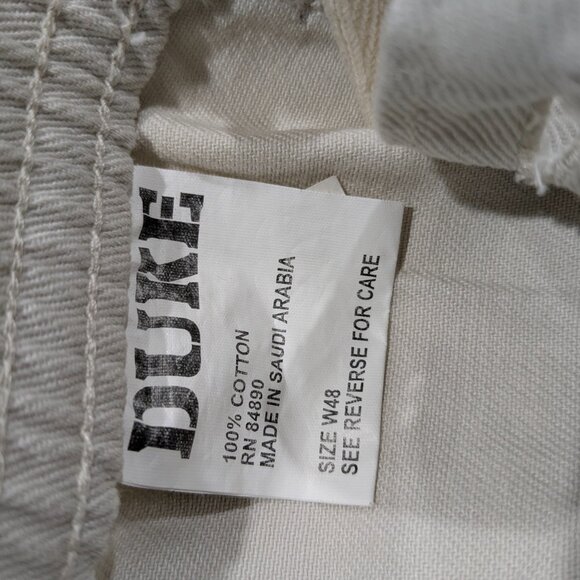 DUKE
100% COTTON
RN 84890
MADE IN SAUDI ARABIA
SIZE W48
SEE REVERSE FOR CARE